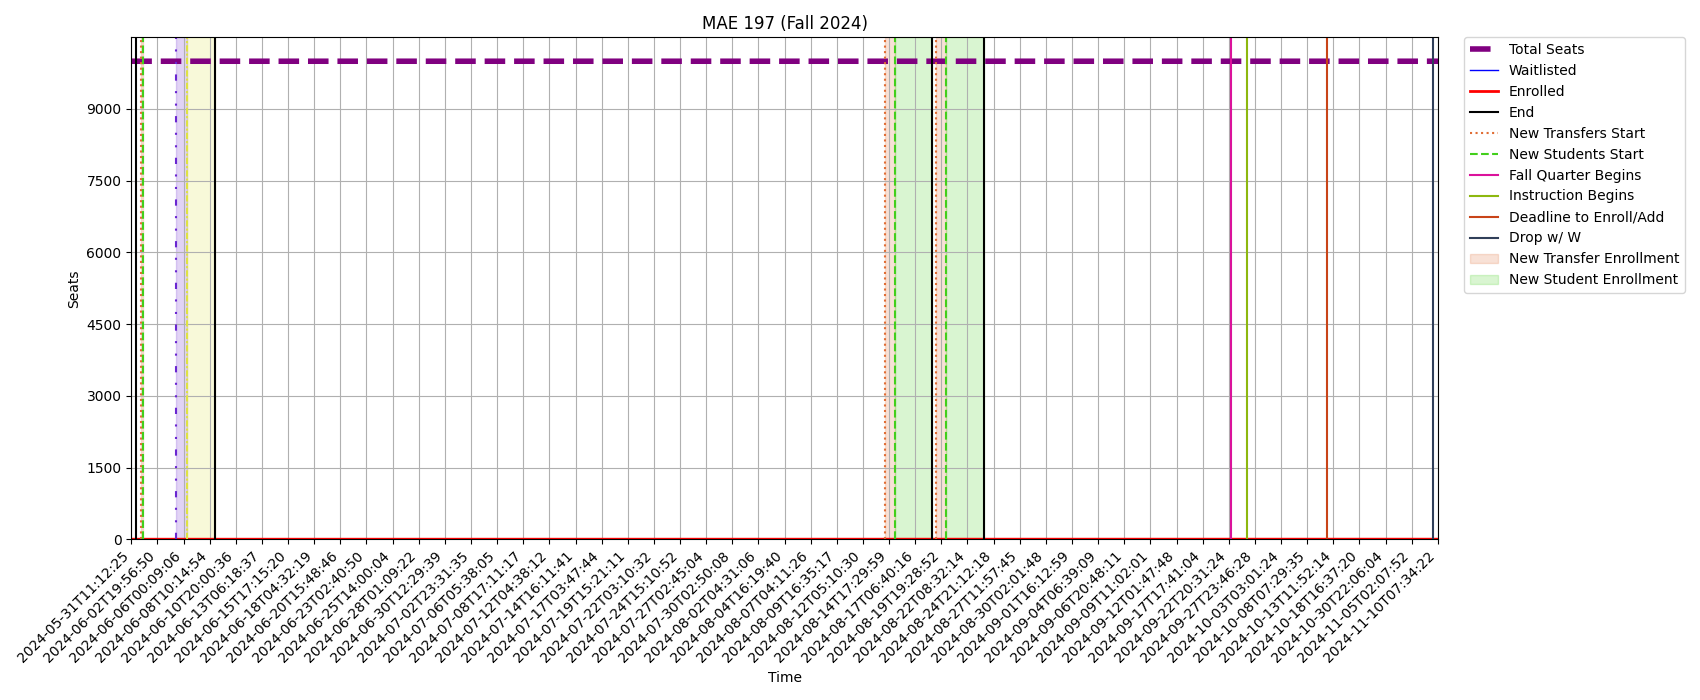 MAE 197 (Fall 2024)
Total Seats
Waitlisted
Enrolled
End
New Transfers Start
New Students Start
Fall Quarter Begins
Instruction Begins
Deadline to Enroll/Add
Drop w/ W
New Transfer Enrollment
New Student Enrollment
Seats
9000
7500
6000
4500
3000
1500
0
2024-05-31T11:12:25
2024-06-02T19:56:50
2024-06-06T00:09:06
2024-06-08T10:14:54
2024-06-10T20:00:36
2024-06-13T06:18:37
2024-06-15T17:15:20
2024-06-18T04:32:19
2024-06-20T15:48:46
2024-06-23T02:40:50
2024-06-25T14:00:04
2024-06-28T01:09:22
2024-06-30T12:29:39
2024-07-02T23:31:35
2024-07-06T05:38:05
2024-07-08T17:11:17
2024-07-12T04:38:12
2024-07-14T16:11:41
2024-07-17T03:47:44
2024-07-19T15:21:11
2024-07-22T03:10:32
2024-07-24T15:10:52
2024-07-27T02:45:04
2024-07-30T02:50:08
2024-08-02T04:31:06
2024-08-04T16:19:40
2024-08-07T04:11:26
2024-08-09T16:35:17
2024-08-12T05:10:30
2024-08-14T17:29:59
2024-08-17T06:40:16
2024-08-19T19:28:52
2024-08-22T08:32:14
2024-08-24T21:12:18
2024-08-27T11:57:45
2024-08-30T02:01:48
2024-09-01T16:12:59
2024-09-04T06:39:09
2024-09-06T20:48:11
2024-09-09T11:02:01
2024-09-12T01:47:48
2024-09-17T17:41:04
2024-09-22T20:31:24
2024-09-27T23:46:28
2024-10-03T03:01:24
2024-10-08T07:29:35
2024-10-13T11:52:14
2024-10-18T16:37:20
2024-10-30T22:06:04
2024-11-05T02:07:52
2024-11-10T07:34:22
Time